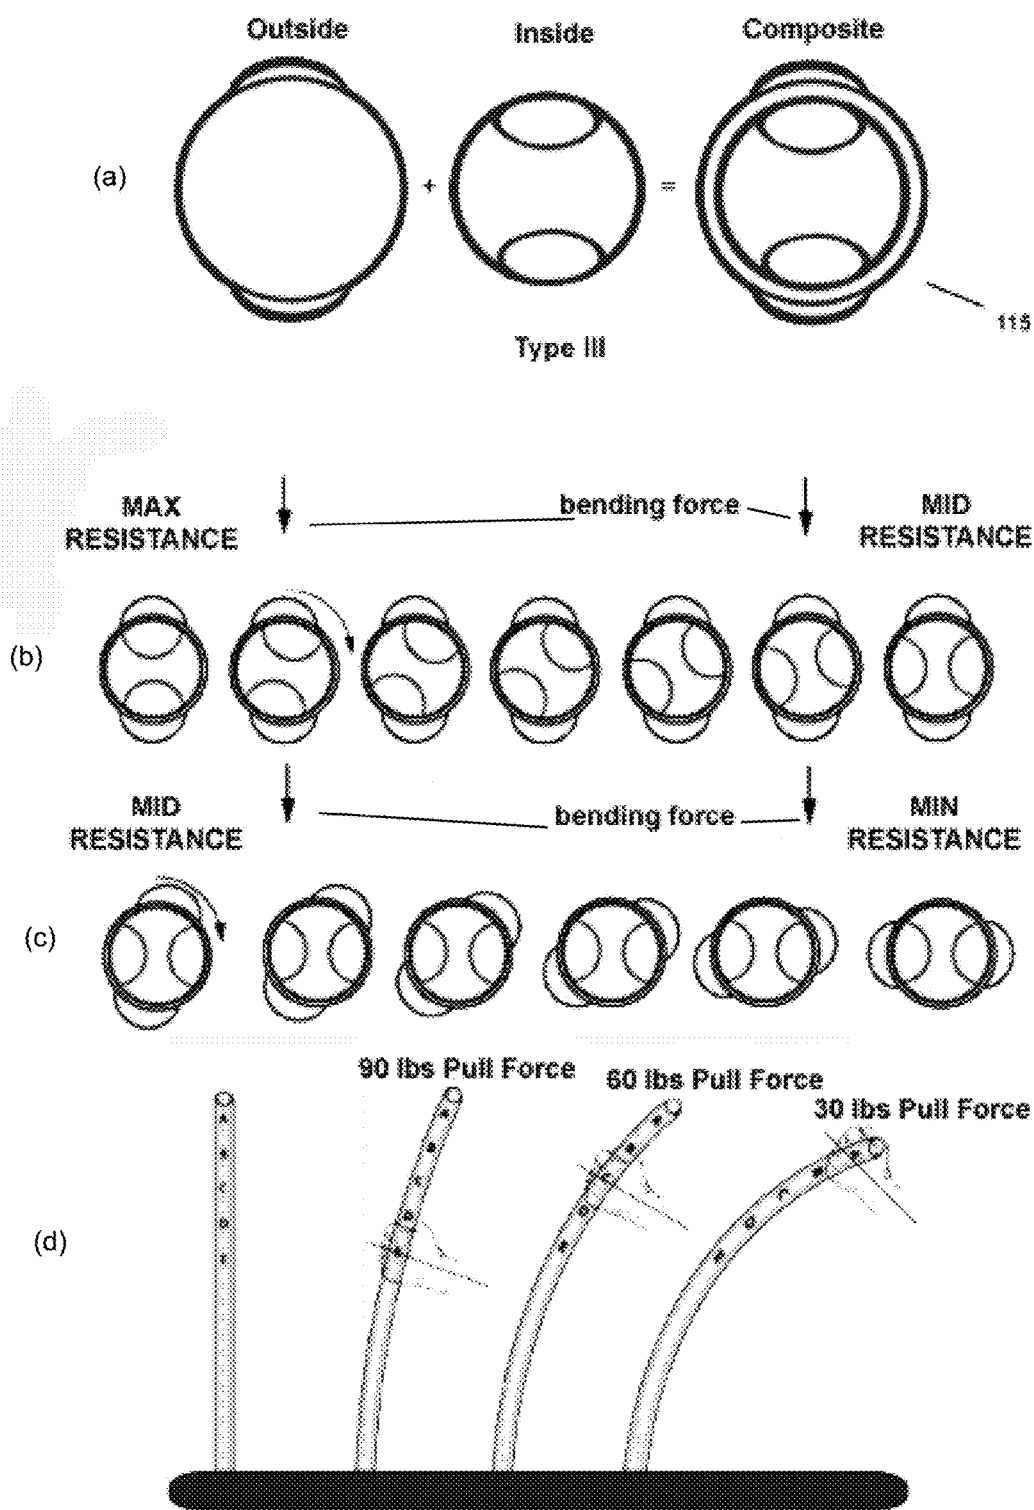 Outside
Inside
Composite
(a)
+
=
115
Type III
MAX
RESISTANCE
bending force
MID
RESISTANCE
(b)
MID
RESISTANCE
bending force
MIN
RESISTANCE
(c)
90 lbs Pull Force
60 lbs Pull Force
30 lbs Pull Force
(d)